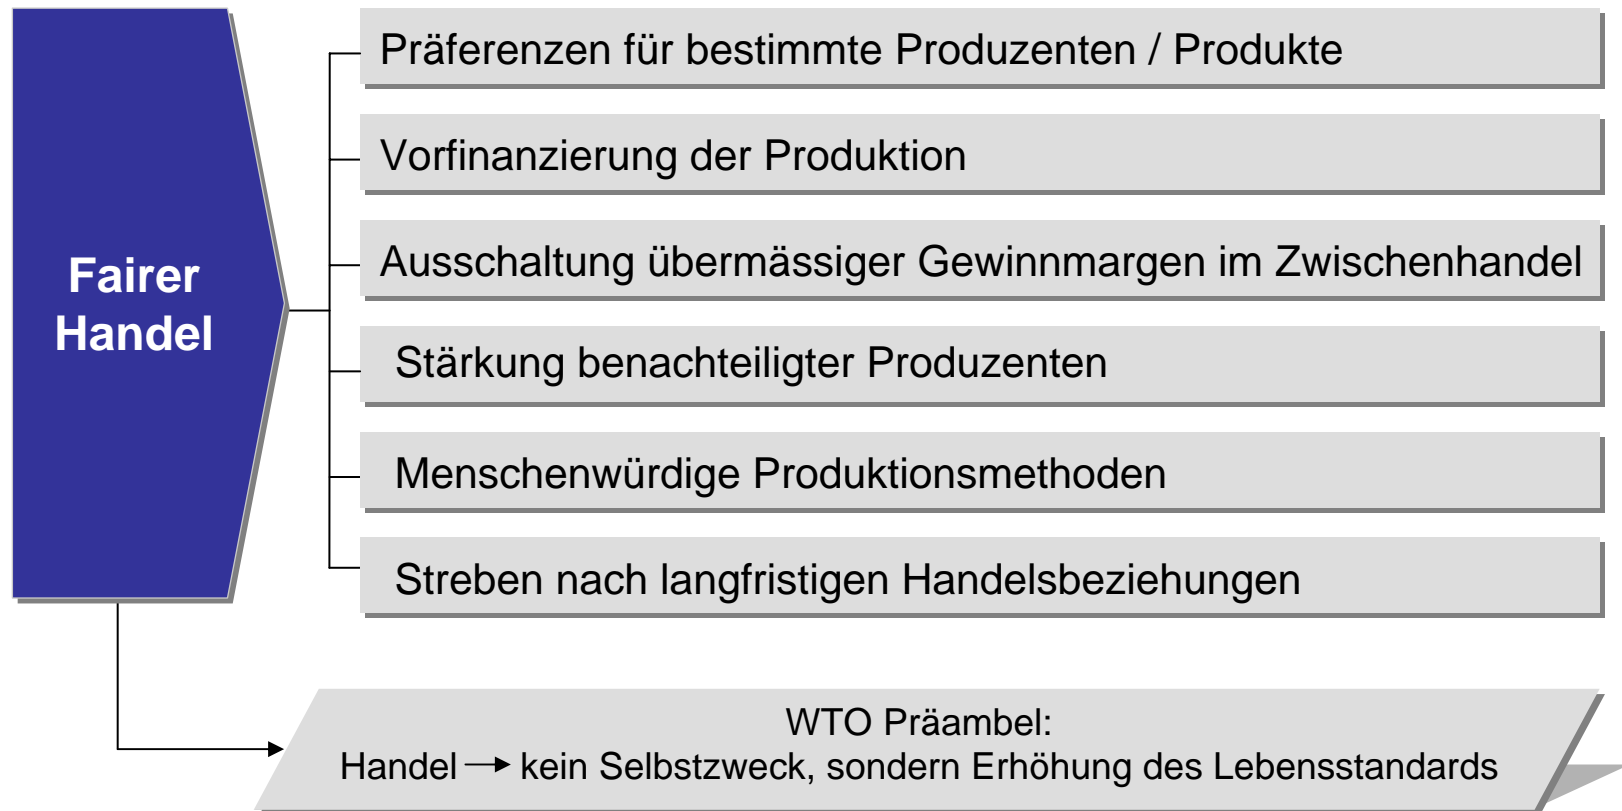 Fairer
Handel
Präferenzen für bestimmte Produzenten / Produkte
Vorfinanzierung der Produktion
Ausschaltung übermässiger Gewinnmargen im Zwischenhandel
Stärkung benachteiligter Produzenten
Menschenwürdige Produktionsmethoden
Streben nach langfristigen Handelsbeziehungen
WTO Präambel:
Handel → kein Selbstzweck, sondern Erhöhung des Lebensstandards